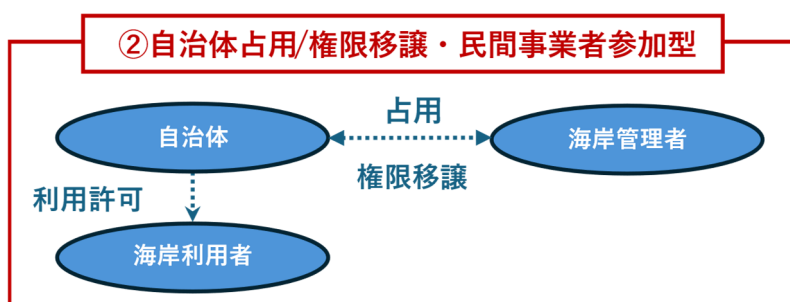 ②自治体占用/権限移譲・民間事業者参加型
占用
自治体
海岸管理者
権限移譲
利用許可
海岸利用者